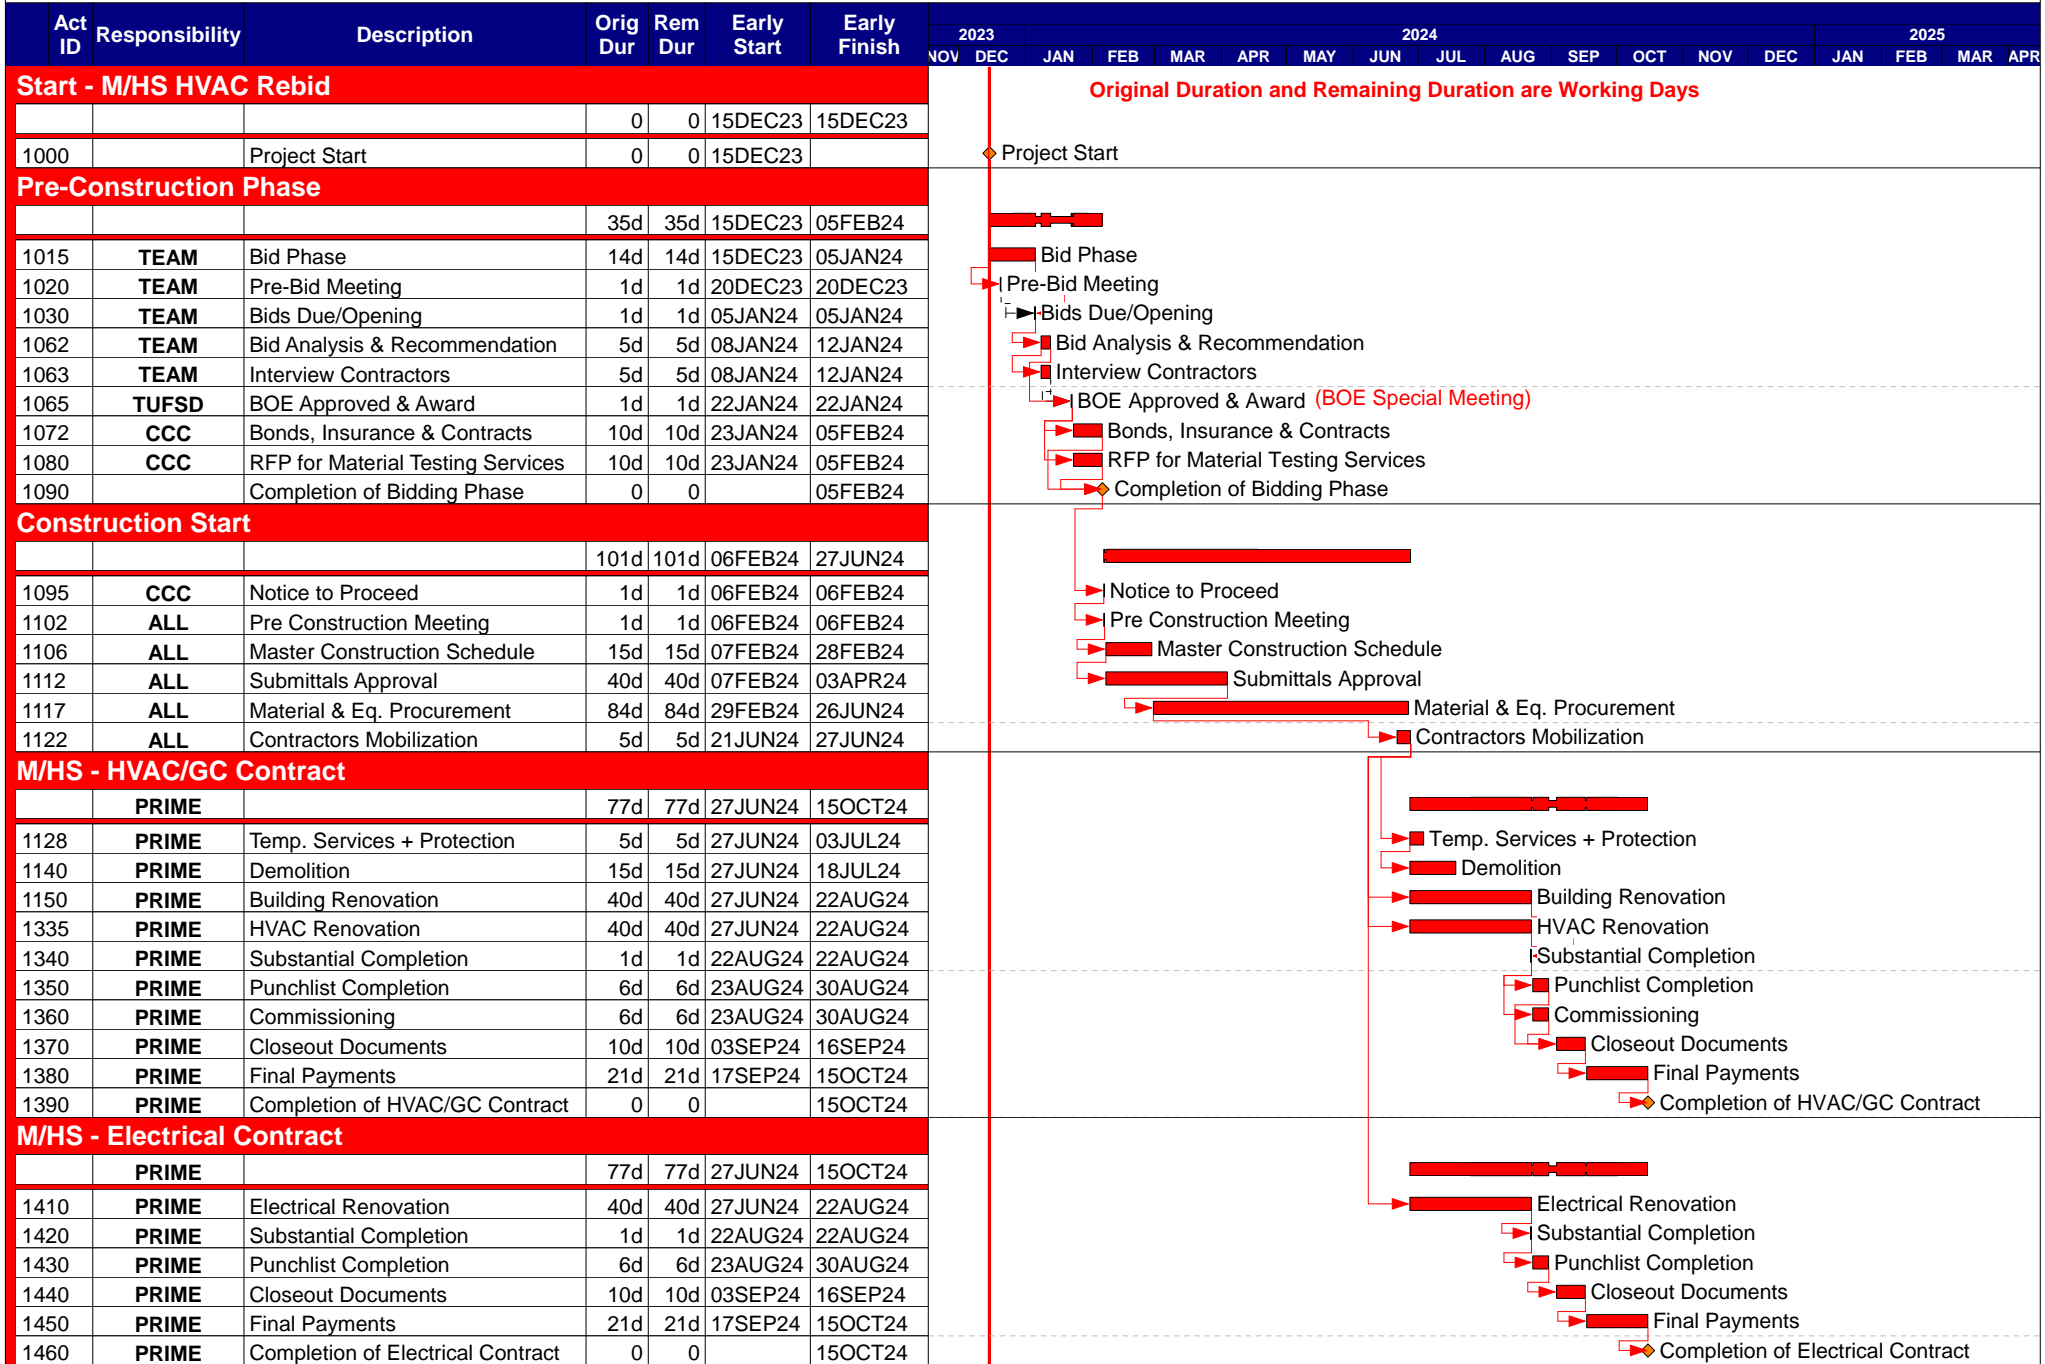 Act ID Responsibility Description Orig Dur Rem Dur Early Start Early Finish
2023 2024 2025
NOV DEC JAN FEB MAR APR MAY JUN JUL AUG SEP OCT NOV DEC JAN FEB MAR APR
Start - M/HS HVAC Rebid
Original Duration and Remaining Duration are Working Days
0 0 15DEC23 15DEC23
1000 Project Start 0 0 15DEC23 Project Start
Pre-Construction Phase
35d 35d 15DEC23 05FEB24
1015 TEAM Bid Phase 14d 14d 15DEC23 05JAN24 Bid Phase
1020 TEAM Pre-Bid Meeting 1d 1d 20DEC23 20DEC23 Pre-Bid Meeting
1030 TEAM Bids Due/Opening 1d 1d 05JAN24 05JAN24 Bids Due/Opening
1062 TEAM Bid Analysis & Recommendation 5d 5d 08JAN24 12JAN24 Bid Analysis & Recommendation
1063 TEAM Interview Contractors 5d 5d 08JAN24 12JAN24 Interview Contractors
1065 TUFSD BOE Approved & Award 1d 1d 22JAN24 22JAN24 BOE Approved & Award (BOE Special Meeting)
1072 CCC Bonds, Insurance & Contracts 10d 10d 23JAN24 05FEB24 Bonds, Insurance & Contracts
1080 CCC RFP for Material Testing Services 10d 10d 23JAN24 05FEB24 RFP for Material Testing Services
1090 Completion of Bidding Phase 0 0 05FEB24 Completion of Bidding Phase
Construction Start
101d 101d 06FEB24 27JUN24
1095 CCC Notice to Proceed 1d 1d 06FEB24 06FEB24 Notice to Proceed
1102 ALL Pre Construction Meeting 1d 1d 06FEB24 06FEB24 Pre Construction Meeting
1106 ALL Master Construction Schedule 15d 15d 07FEB24 28FEB24 Master Construction Schedule
1112 ALL Submittals Approval 40d 40d 07FEB24 03APR24 Submittals Approval
1117 ALL Material & Eq. Procurement 84d 84d 29FEB24 26JUN24 Material & Eq. Procurement
1122 ALL Contractors Mobilization 5d 5d 21JUN24 27JUN24 Contractors Mobilization
M/HS - HVAC/GC Contract
PRIME 77d 77d 27JUN24 15OCT24
1128 PRIME Temp. Services + Protection 5d 5d 27JUN24 03JUL24 Temp. Services + Protection
1140 PRIME Demolition 15d 15d 27JUN24 18JUL24 Demolition
1150 PRIME Building Renovation 40d 40d 27JUN24 22AUG24 Building Renovation
1335 PRIME HVAC Renovation 40d 40d 27JUN24 22AUG24 HVAC Renovation
1340 PRIME Substantial Completion 1d 1d 22AUG24 22AUG24 Substantial Completion
1350 PRIME Punchlist Completion 6d 6d 23AUG24 30AUG24 Punchlist Completion
1360 PRIME Commissioning 6d 6d 23AUG24 30AUG24 Commissioning
1370 PRIME Closeout Documents 10d 10d 03SEP24 16SEP24 Closeout Documents
1380 PRIME Final Payments 21d 21d 17SEP24 15OCT24 Final Payments
1390 PRIME Completion of HVAC/GC Contract 0 0 15OCT24 Completion of HVAC/GC Contract
M/HS - Electrical Contract
PRIME 77d 77d 27JUN24 15OCT24
1410 PRIME Electrical Renovation 40d 40d 27JUN24 22AUG24 Electrical Renovation
1420 PRIME Substantial Completion 1d 1d 22AUG24 22AUG24 Substantial Completion
1430 PRIME Punchlist Completion 6d 6d 23AUG24 30AUG24 Punchlist Completion
1440 PRIME Closeout Documents 10d 10d 03SEP24 16SEP24 Closeout Documents
1450 PRIME Final Payments 21d 21d 17SEP24 15OCT24 Final Payments
1460 PRIME Completion of Electrical Contract 0 0 15OCT24 Completion of Electrical Contract